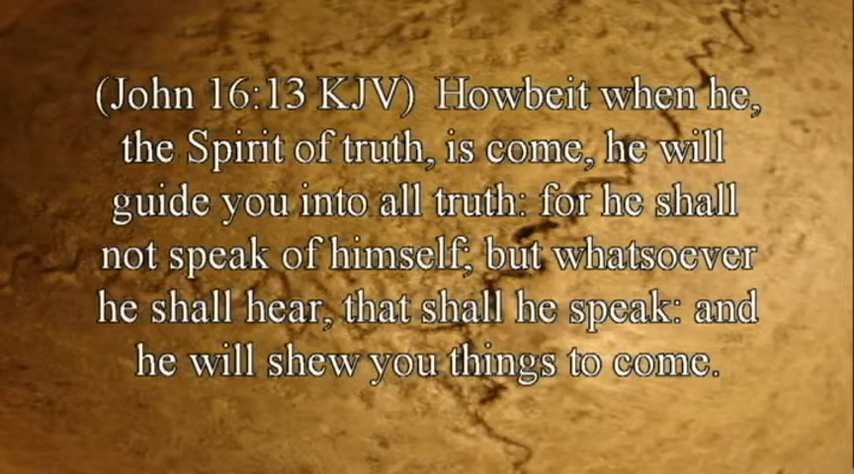 (John 16:13 KJV) Howbeit when he,
the Spirit of truth, is come, he will
guide you into all truth: for he shall
not speak of himself; but whatsoever
he shall hear, that shall he speak: and
he will shew you things to come.